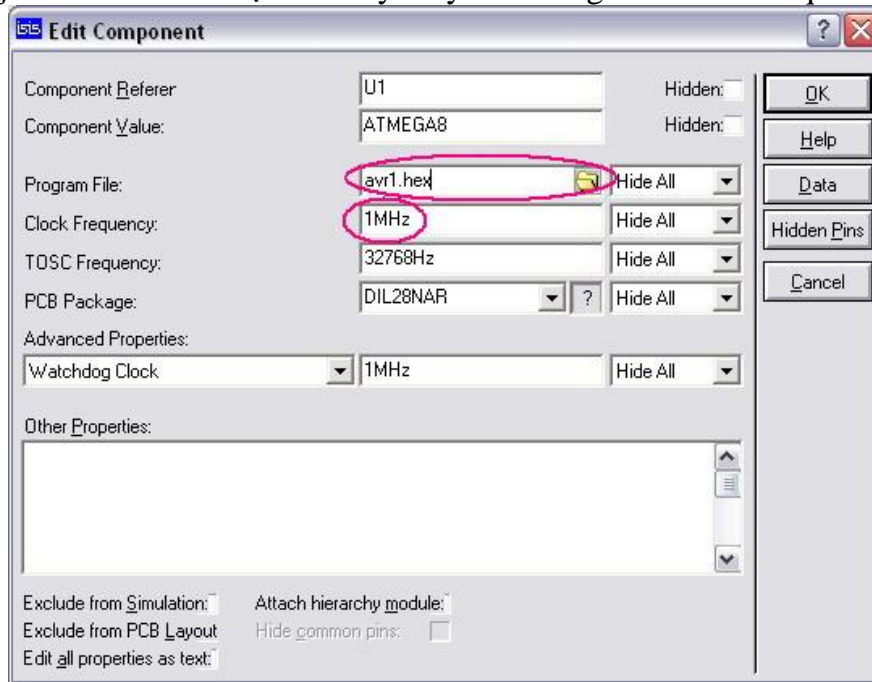 isis Edit Component
Component Referer U1 Hidden:
Component Value: ATMEGA8 Hidden:
Program File: avr1.hex Hide All
Clock Frequency: 1MHz Hide All
TOSC Frequency: 32768Hz Hide All
PCB Package: DIL28NAR ? Hide All
Advanced Properties:
Watchdog Clock 1MHz Hide All
Other Properties:
Exclude from Simulation: Attach hierarchy module:
Exclude from PCB Layout Hide common pins:
Edit all properties as text:
OK
Help
Data
Hidden Pins
Cancel